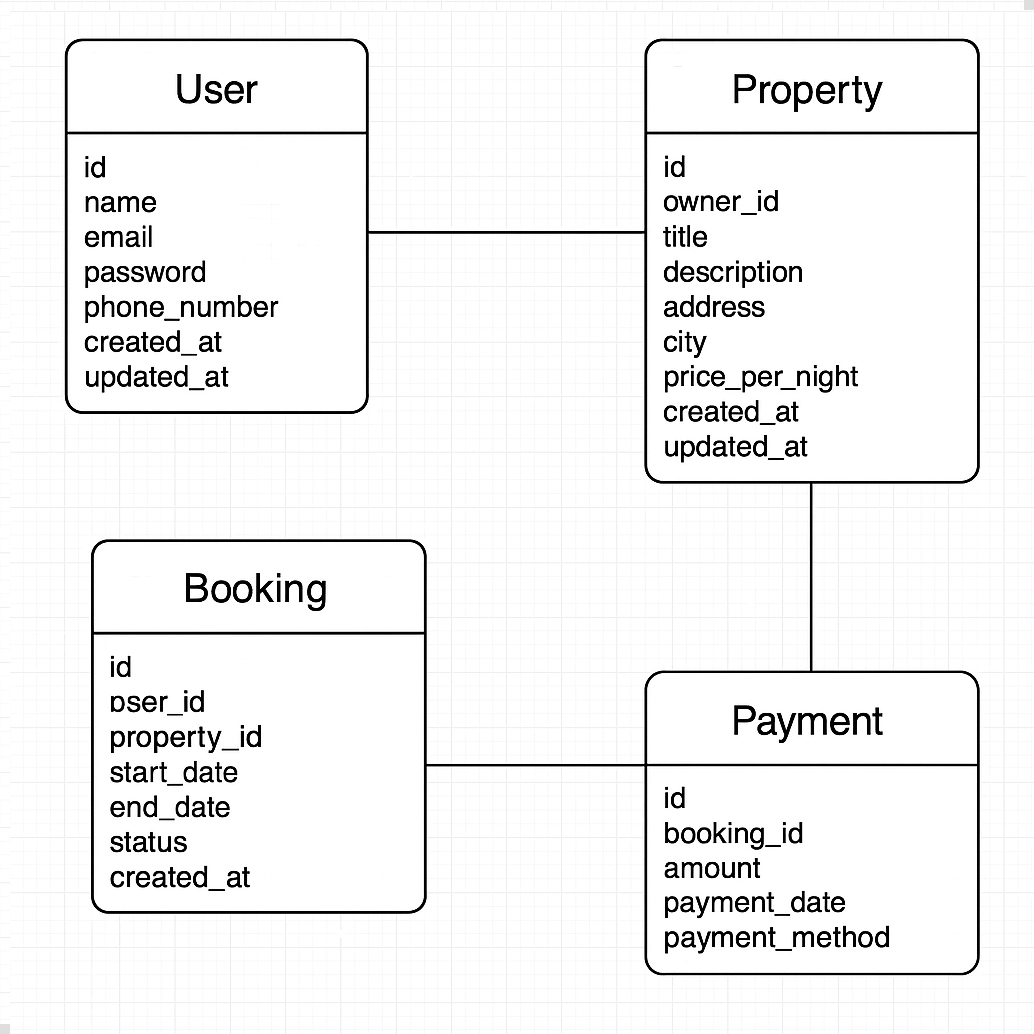 User
id
name
email
password
phone_number
created_at
updated_at
Property
id
owner_id
title
description
address
city
price_per_night
created_at
updated_at
Booking
id
pser_id
property_id
start_date
end_date
status
created_at
Payment
id
booking_id
amount
payment_date
payment_method